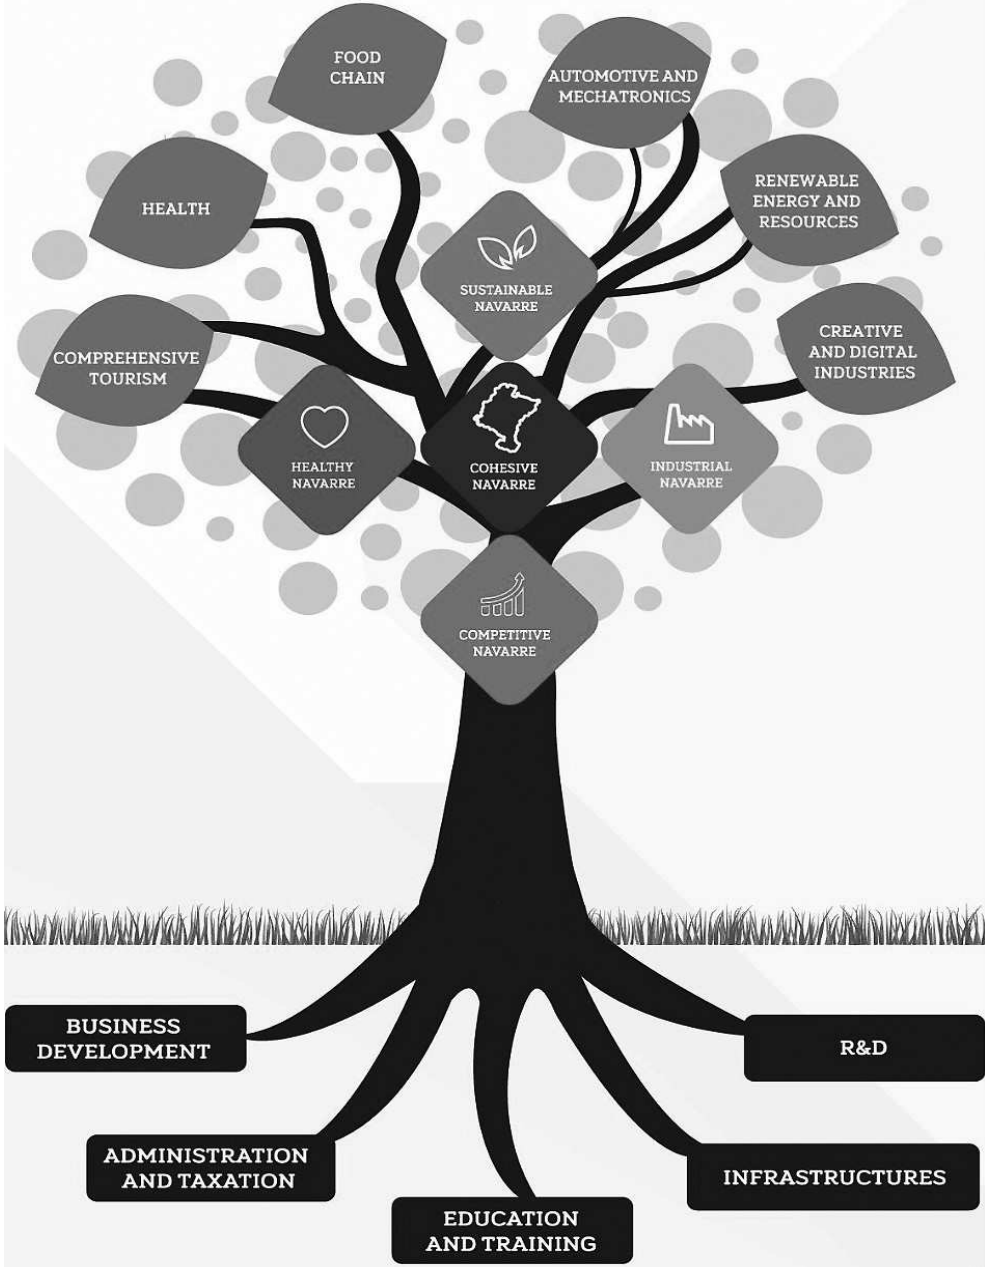 FOOD
CHAIN
AUTOMOTIVE AND
MECHATRONICS
HEALTH
RENEWABLE
ENERGY AND
RESOURCES
SUSTAINABLE
NAVARRE
COMPREHENSIVE
TOURISM
CREATIVE
AND DIGITAL
INDUSTRIES
HEALTHY
NAVARRE
COHESIVE
NAVARRE
INDUSTRIAL
NAVARRE
COMPETITIVE
NAVARRE
BUSINESS
DEVELOPMENT
R&D
ADMINISTRATION
AND TAXATION
INFRASTRUCTURES
EDUCATION
AND TRAINING